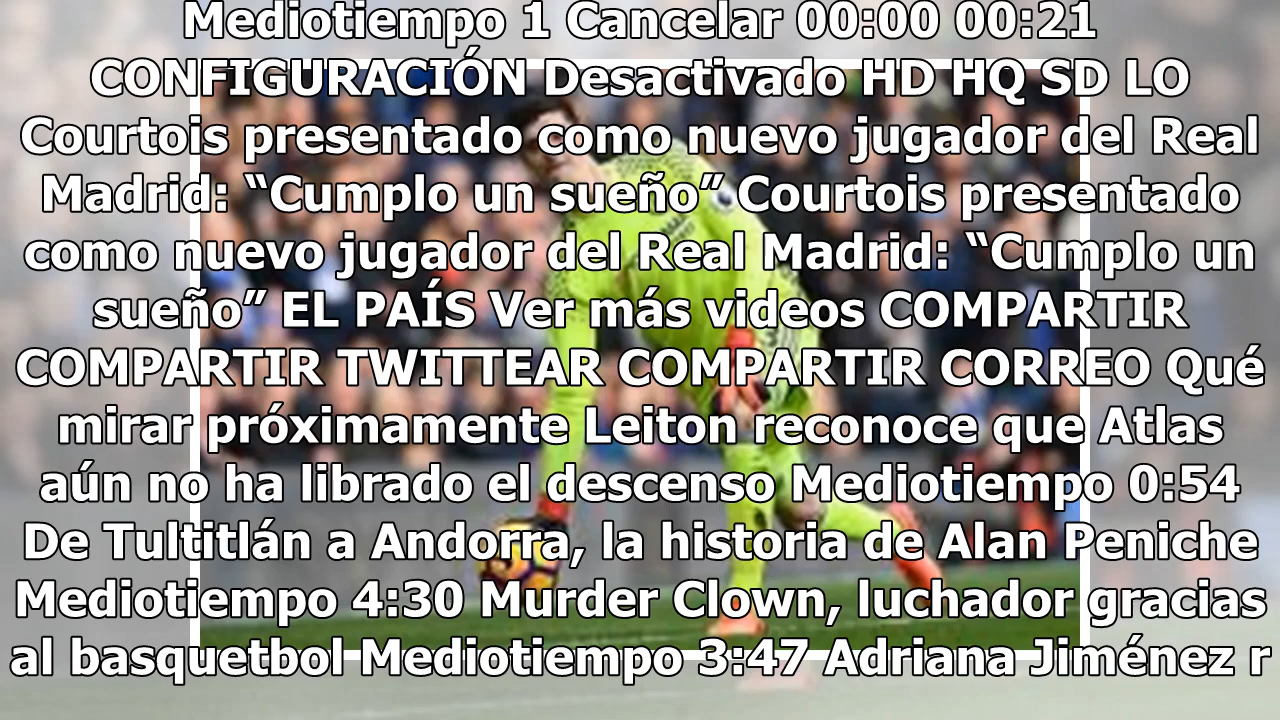 Mediotiempo 1 Cancelar 00:00 00:21
CONFIGURACIÓN Desactivado HD HQ SD LO
Courtois presentado como nuevo jugador del Real
Madrid: “Cumplo un sueño” Courtois presentado
como nuevo jugador del Real Madrid: “Cumplo un
sueño” EL PAÍS Ver más videos COMPARTIR
COMPARTIR TWITTEAR COMPARTIR CORREO Qué
mirar próximamente Leiton reconoce que Atlas
aún no ha librado el descenso Mediotiempo 0:54
De Tultitlán a Andorra, la historia de Alan Peniche
Mediotiempo 4:30 Murder Clown, luchador gracias
al basquetbol Mediotiempo 3:47 Adriana Jiménez r